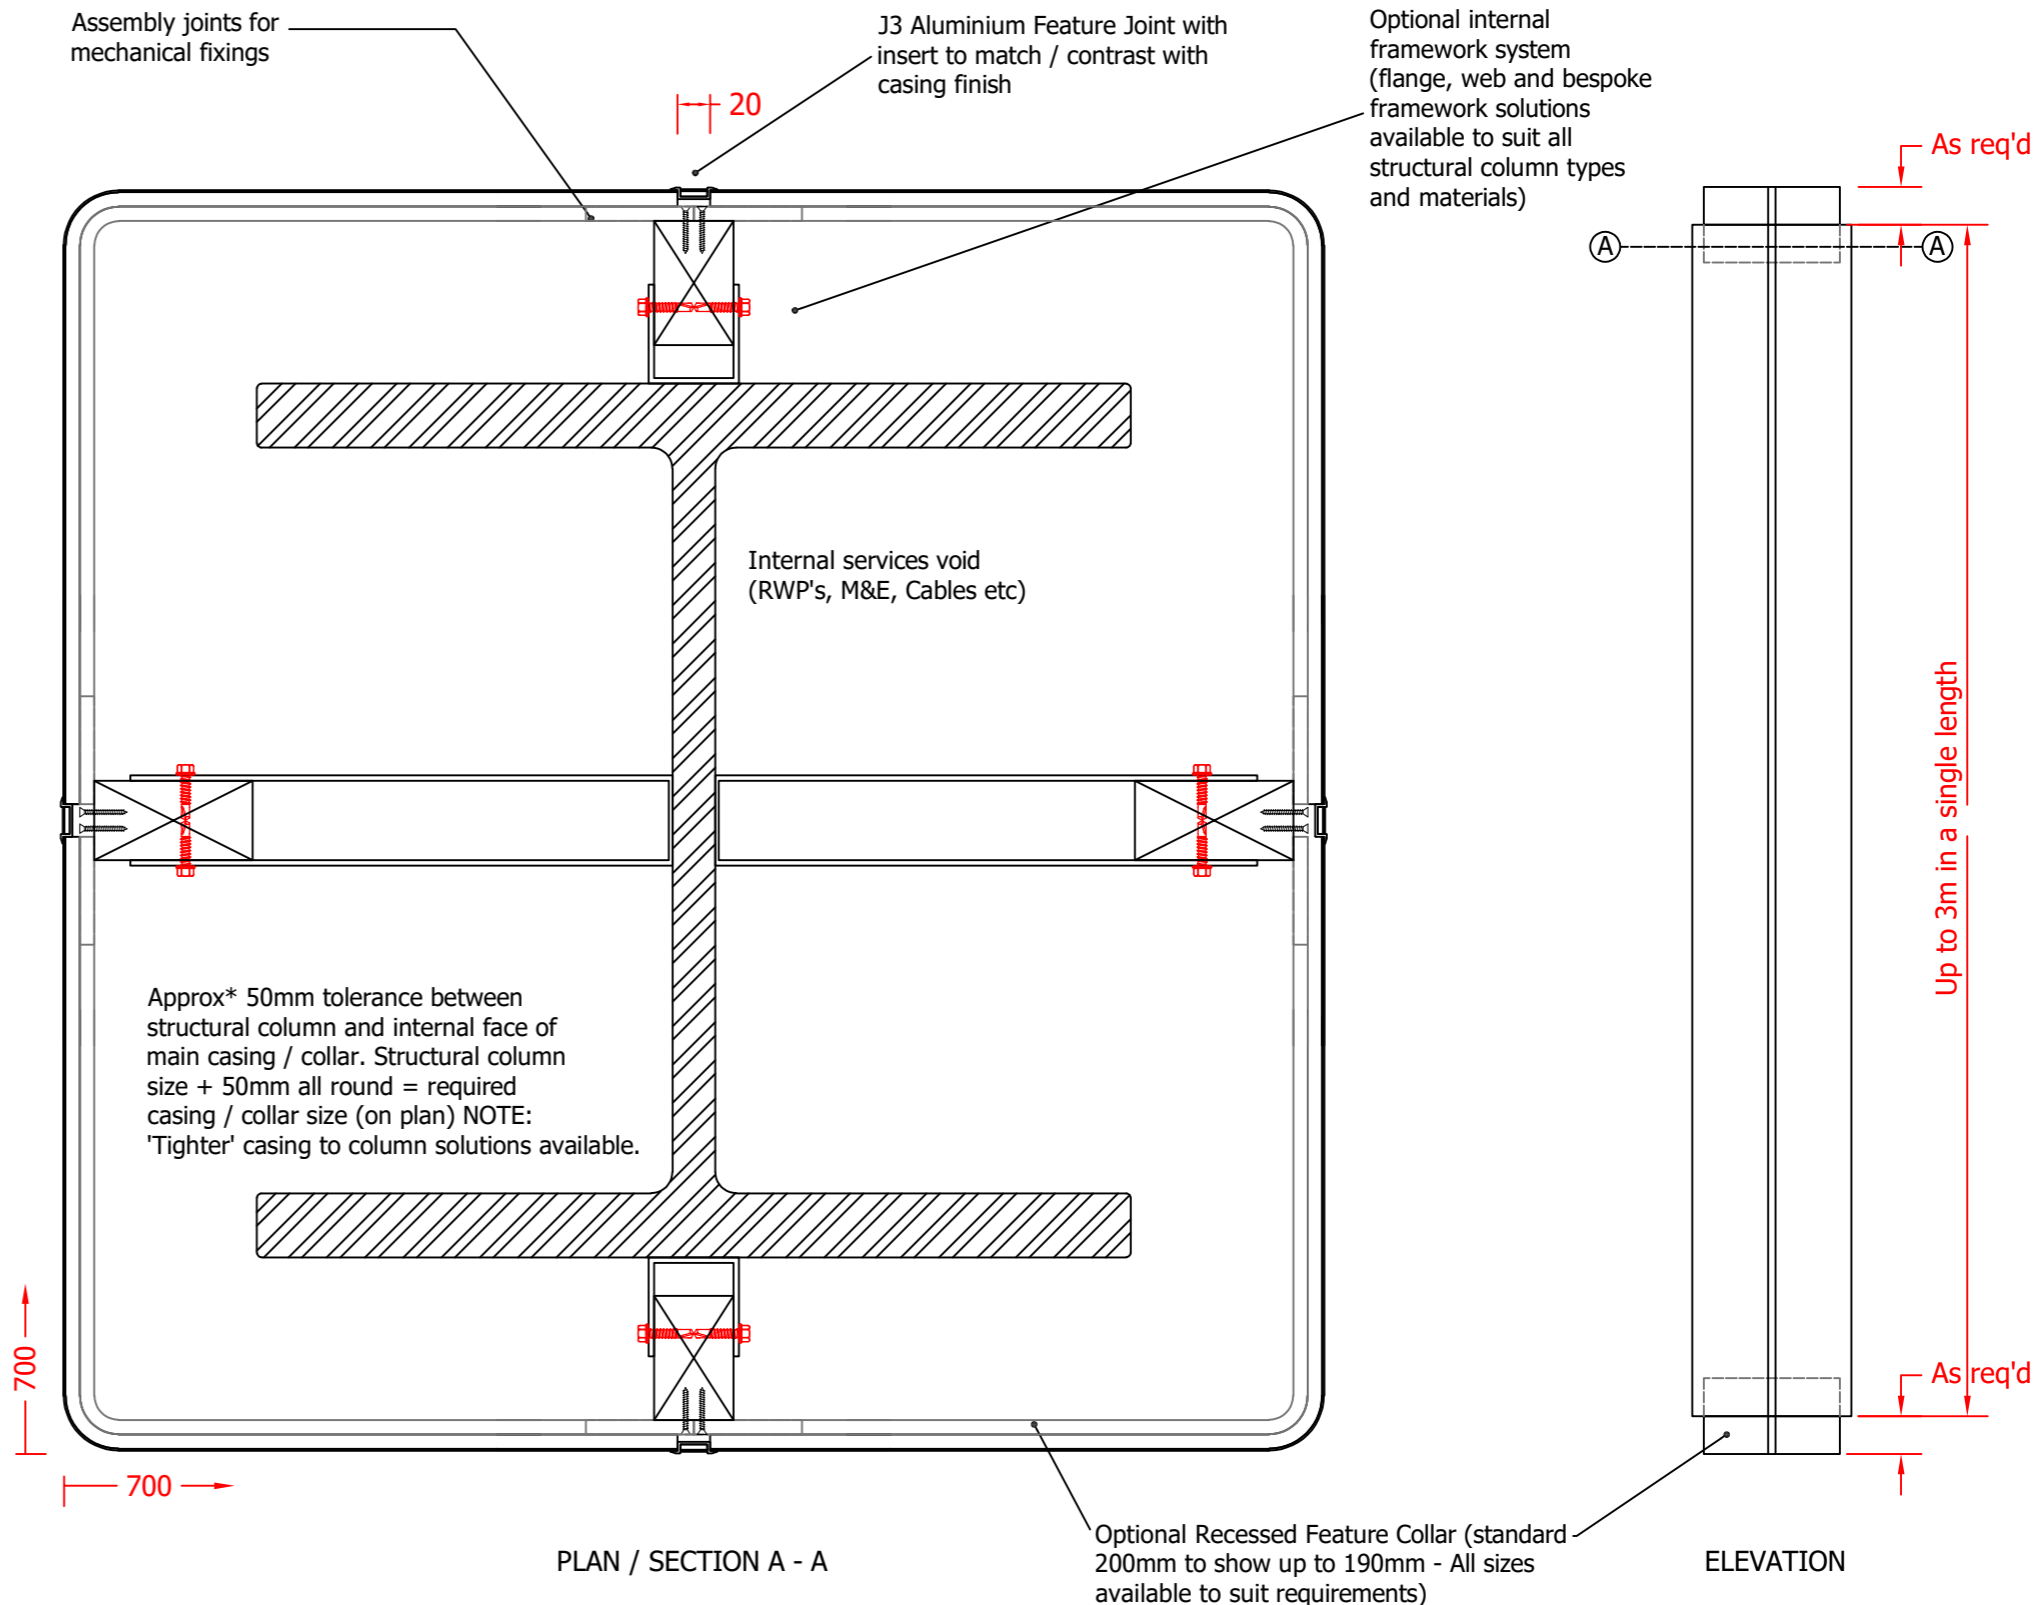 Assembly joints for
mechanical fixings
J3 Aluminium Feature Joint with
insert to match / contrast with
casing finish
Optional internal
framework system
(flange, web and bespoke
framework solutions
available to suit all
structural column types
and materials)
20
As req'd
A
A
Internal services void
(RWP's, M&E, Cables etc)
Up to 3m in a single length
Approx* 50mm tolerance between
structural column and internal face of
main casing / collar. Structural column
size + 50mm all round = required
casing / collar size (on plan) NOTE:
'Tighter' casing to column solutions available.
700
700
As req'd
Optional Recessed Feature Collar (standard
200mm to show up to 190mm - All sizes
available to suit requirements)
PLAN / SECTION A - A
ELEVATION